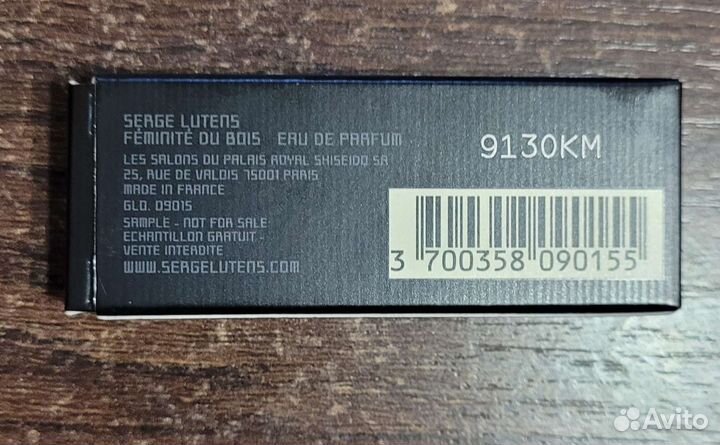 SERGE LUTENS
FÉMINITÉ DU BOIS EAU DE PARFUM
LES SALONS DU PALAIS ROYAL SHISEIDO SA
25, RUE DE VALOIS 75001 PARIS
MADE IN FRANCE
GLO. 09015
SAMPLE - NOT FOR SALE
ECHANTILLON GRATUIT -
VENTE INTERDITE
WWW.SERGELUTENS.COM
9130KM
3 700358 090155
Avito